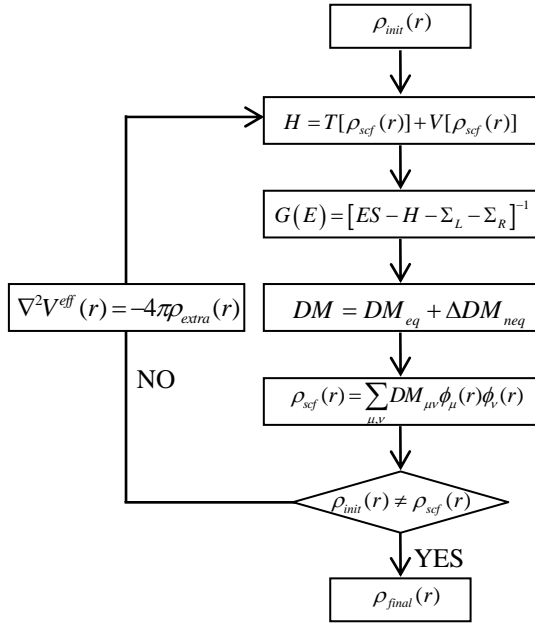 ρ_init(r)
H = T[ρ_scf(r)] + V[ρ_scf(r)]
G(E) = [ES − H − Σ_L − Σ_R]^−1
∇²V^eff(r) = −4πρ_extra(r)
DM = DM_eq + ΔDM_neq
NO
ρ_scf(r) = ∑_μ,ν DM_μν ϕ_μ(r)ϕ_ν(r)
ρ_init(r) ≠ ρ_scf(r)
YES
ρ_final(r)